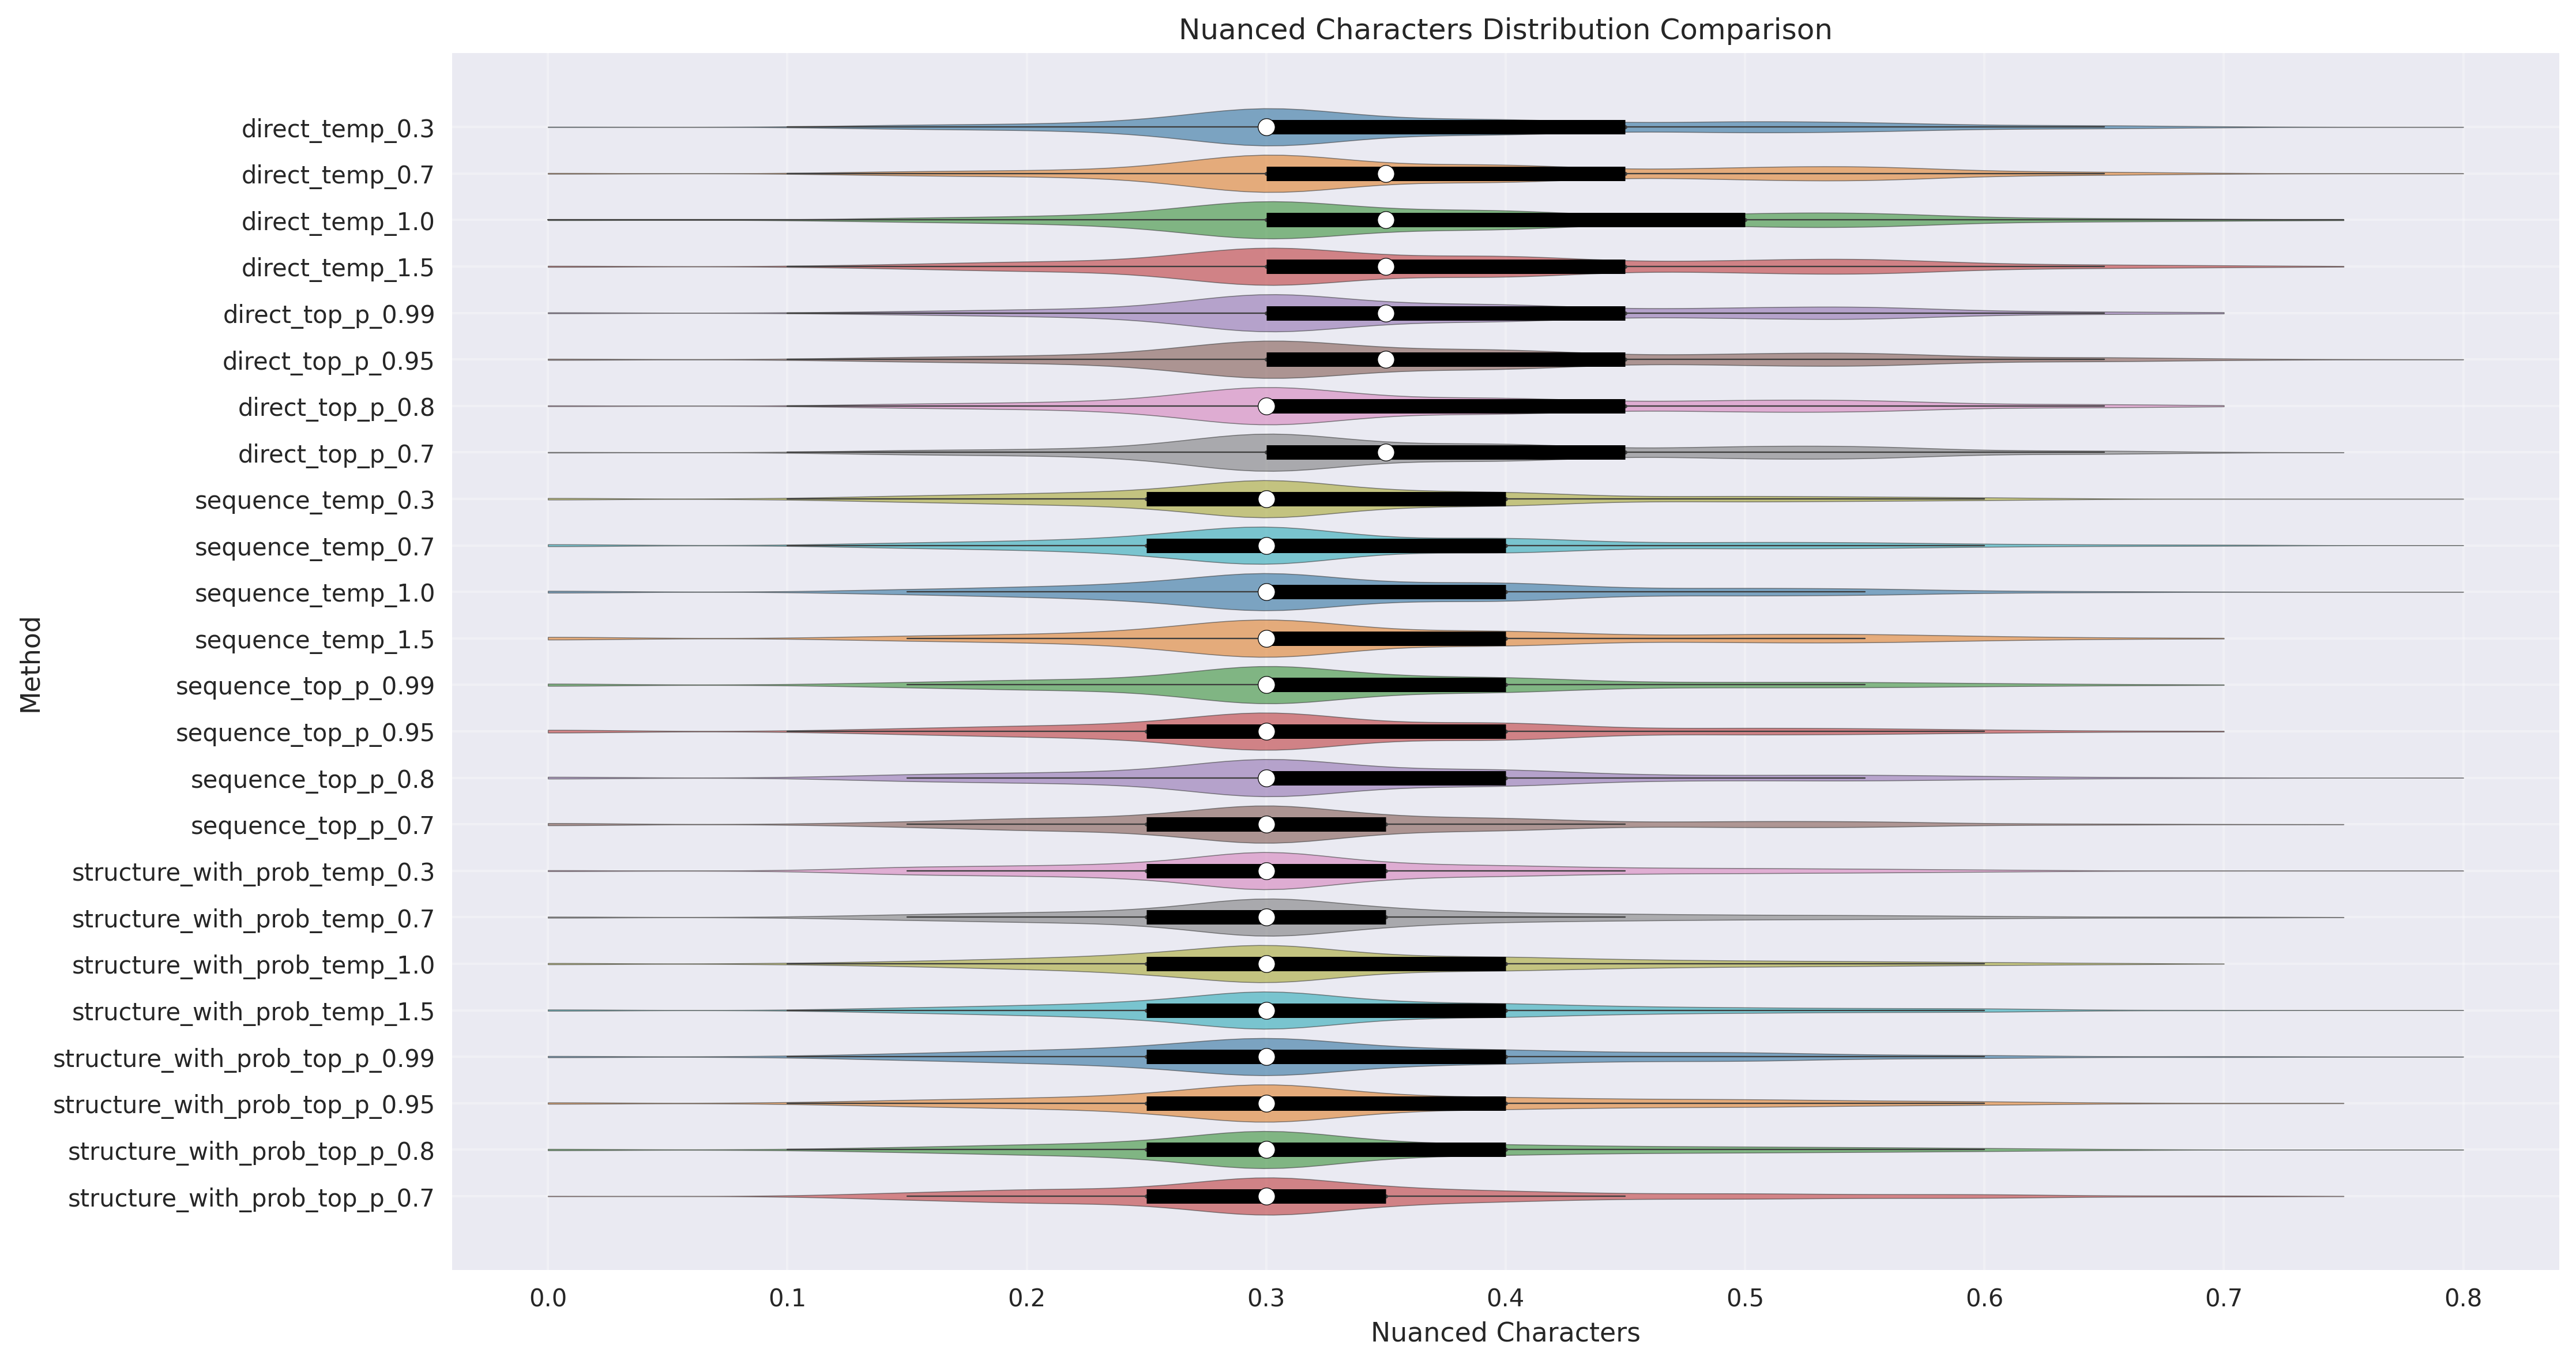 Nuanced Characters Distribution Comparison
Method
direct_temp_0.3
direct_temp_0.7
direct_temp_1.0
direct_temp_1.5
direct_top_p_0.99
direct_top_p_0.95
direct_top_p_0.8
direct_top_p_0.7
sequence_temp_0.3
sequence_temp_0.7
sequence_temp_1.0
sequence_temp_1.5
sequence_top_p_0.99
sequence_top_p_0.95
sequence_top_p_0.8
sequence_top_p_0.7
structure_with_prob_temp_0.3
structure_with_prob_temp_0.7
structure_with_prob_temp_1.0
structure_with_prob_temp_1.5
structure_with_prob_top_p_0.99
structure_with_prob_top_p_0.95
structure_with_prob_top_p_0.8
structure_with_prob_top_p_0.7
0.0 0.1 0.2 0.3 0.4 0.5 0.6 0.7 0.8
Nuanced Characters